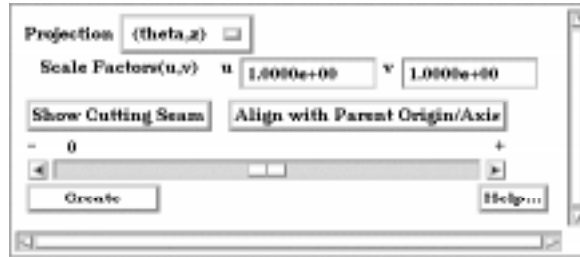 Projection (theta,z)
Scale Factors(u,v) u 1.0000e+00 v 1.0000e+00
Show Cutting Seam Align with Parent Origin/Axis
- 0 +
Create Help...